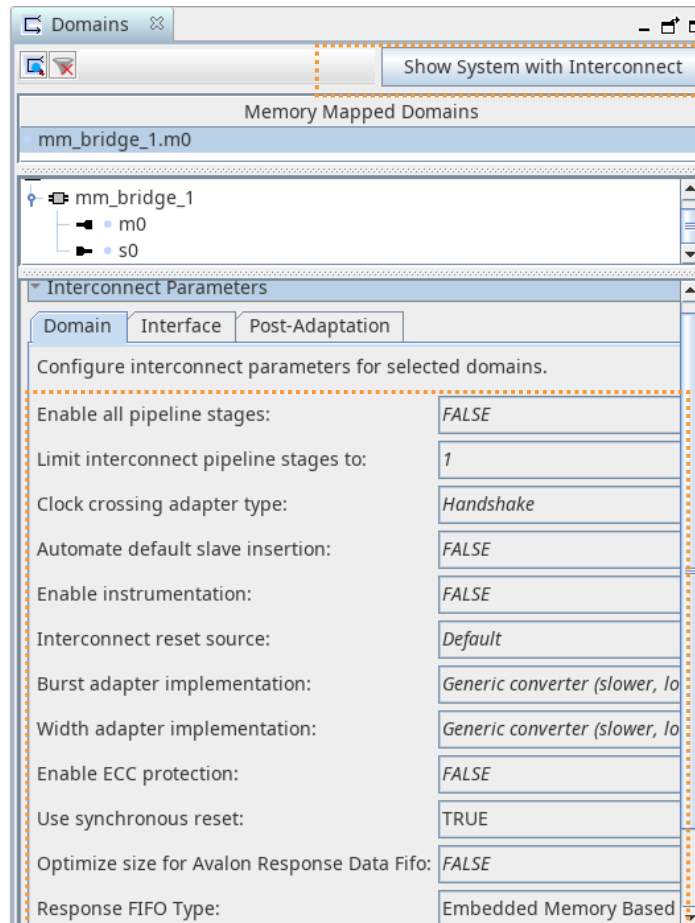 Domains
Show System with Interconnect
Memory Mapped Domains
mm_bridge_1.m0
mm_bridge_1
m0
s0
Interconnect Parameters
Domain Interface Post-Adaptation
Configure interconnect parameters for selected domains.
Enable all pipeline stages: FALSE
Limit interconnect pipeline stages to: 1
Clock crossing adapter type: Handshake
Automate default slave insertion: FALSE
Enable instrumentation: FALSE
Interconnect reset source: Default
Burst adapter implementation: Generic converter (slower, lo
Width adapter implementation: Generic converter (slower, lo
Enable ECC protection: FALSE
Use synchronous reset: TRUE
Optimize size for Avalon Response Data Fifo: FALSE
Response FIFO Type: Embedded Memory Based